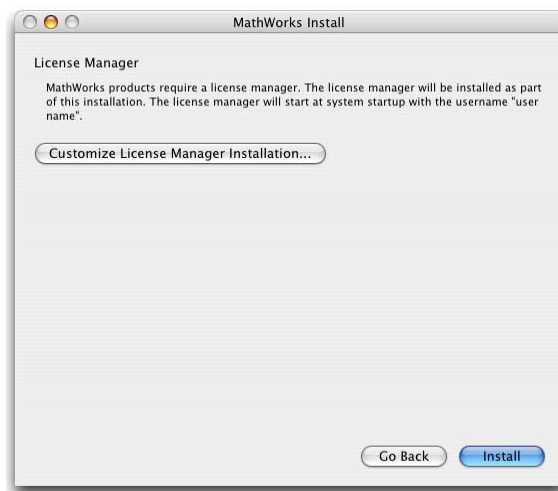 MathWorks Install
License Manager
MathWorks products require a license manager. The license manager will be installed as part
of this installation. The license manager will start at system startup with the username "user
name".
Customize License Manager Installation...
Go Back
Install